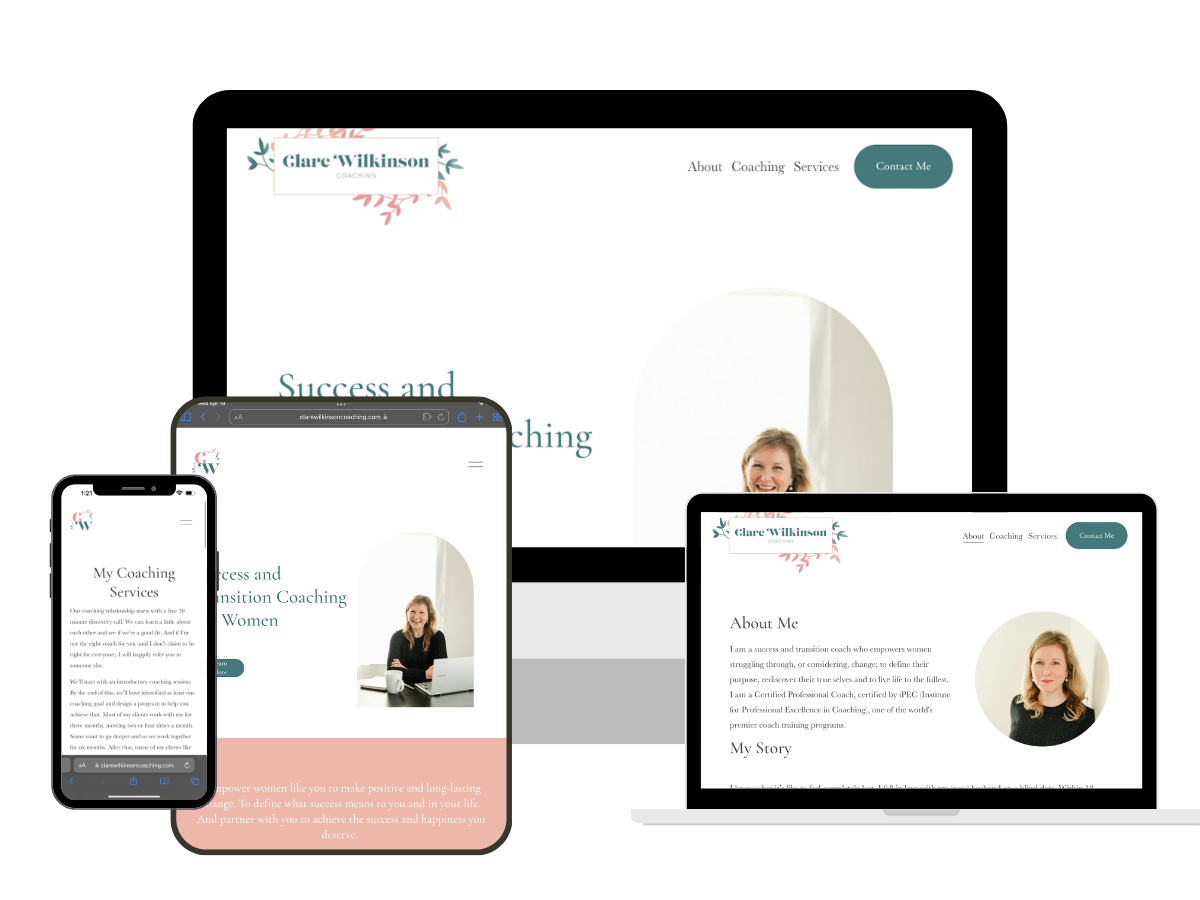 Clare Wilkinson
COACHING
About Coaching Services Contact Me
Success and
ching
Wed Apr 19
AA clarewilkinsoncoaching.com
CW
ccess and
nsition Coaching
Women
empower women like you to make positive and long-lasting
change. To define what success means to you and in your life.
And partner with you to achieve the success and happiness you
deserve.
1:21
CW
My Coaching
Services
Our coaching relationship starts with a free 30
minute discovery call. We can learn a little about
each other and see if we're a good fit. And if I'm
not the right coach for you (and I don't claim to be
right for everyone), I will happily refer you to
someone else.
We'll start with an introductory coaching session.
By the end of this, we'll have identified at least one
coaching goal and design a program to help you
achieve that. Most of my clients work with me for
three months, meeting two or four times a month.
Some want to go deeper and so we work together
for six months. After that, many of my clients like
AA clarewilkinsoncoaching.com
Clare Wilkinson
COACHING
About Coaching Services Contact Me
About Me
I am a success and transition coach who empowers women
struggling through, or considering, change; to define their
purpose, rediscover their true selves and to live life to the fullest.
I am a Certified Professional Coach, certified by iPEC (Institute
for Professional Excellence in Coaching), one of the world's
premier coach training programs.
My Story